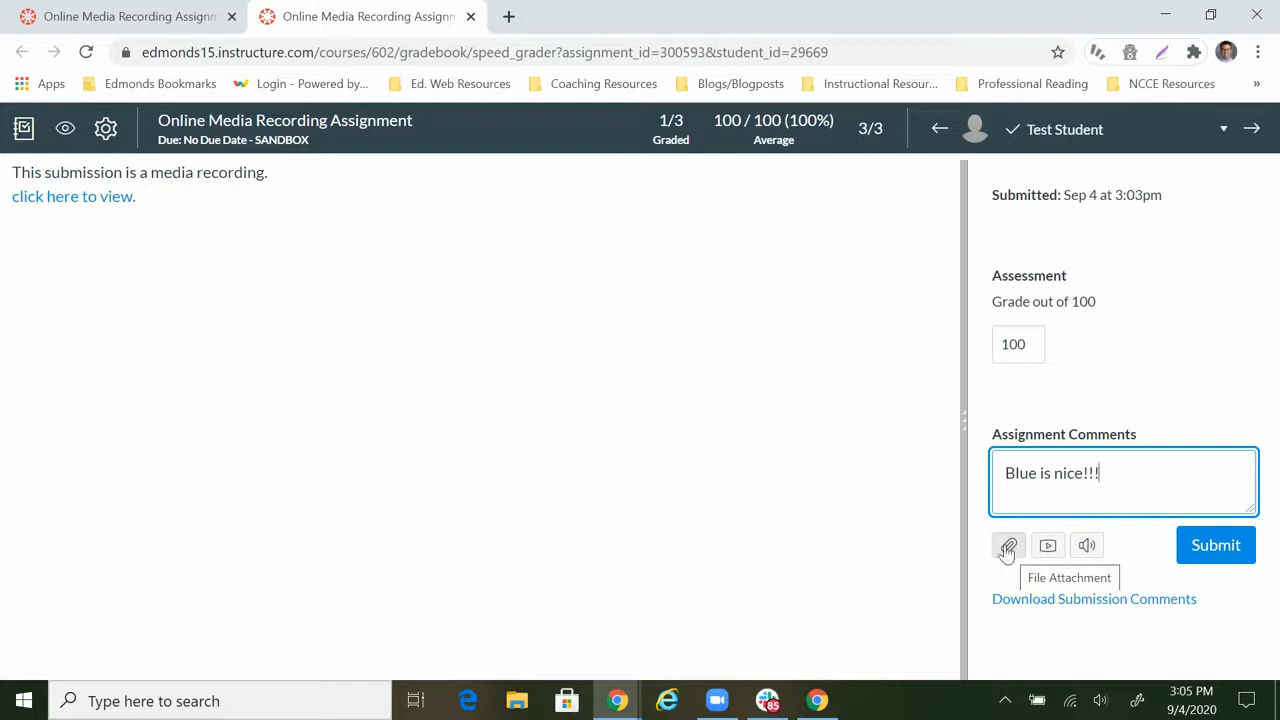 Online Media Recording Assignn
Online Media Recording Assignn
edmonds15.instructure.com/courses/602/gradebook/speed_grader?assignment_id=300593&student_id=29669
Apps
Edmonds Bookmarks
Login - Powered by...
Ed. Web Resources
Coaching Resources
Blogs/Blogposts
Instructional Resour...
Professional Reading
NCCE Resources
»
Online Media Recording Assignment
Due: No Due Date - SANDBOX
1/3
Graded
100 / 100 (100%)
Average
3/3
Test Student
This submission is a media recording.
click here to view.
Submitted: Sep 4 at 3:03pm
Assessment
Grade out of 100
100
Assignment Comments
Blue is nice!!!
Submit
File Attachment
Download Submission Comments
Type here to search
85
3:05 PM
9/4/2020